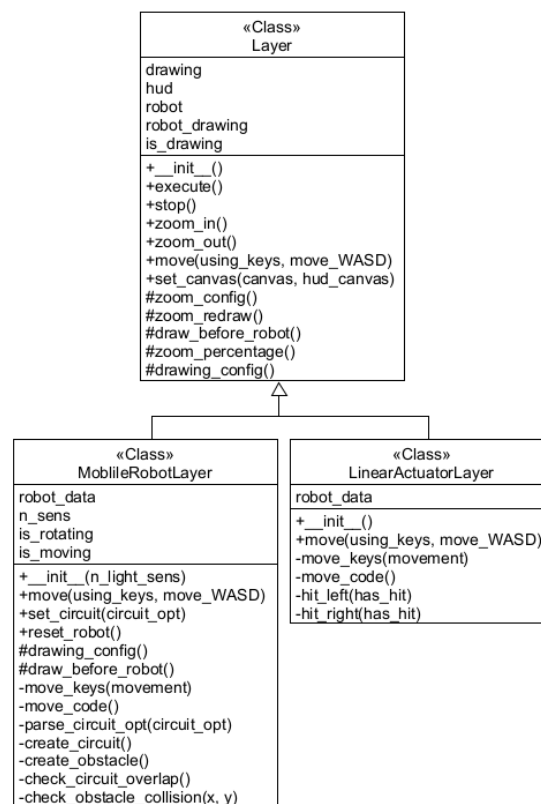 «Class»
Layer
drawing
hud
robot
robot_drawing
is_drawing
+__init__()
+execute()
+stop()
+zoom_in()
+zoom_out()
+move(using_keys, move_WASD)
+set_canvas(canvas, hud_canvas)
#zoom_config()
#zoom_redraw()
#draw_before_robot()
#zoom_percentage()
#drawing_config()
«Class»
MoblileRobotLayer
robot_data
n_sens
is_rotating
is_moving
+__init__(n_light_sens)
+move(using_keys, move_WASD)
+set_circuit(circuit_opt)
+reset_robot()
#drawing_config()
#draw_before_robot()
-move_keys(movement)
-move_code()
-parse_circuit_opt(circuit_opt)
-create_circuit()
-create_obstacle()
-check_circuit_overlap()
-check_obstacle_collision(x, y)
«Class»
LinearActuatorLayer
robot_data
+__init__()
+move(using_keys, move_WASD)
-move_keys(movement)
-move_code()
-hit_left(has_hit)
-hit_right(has_hit)